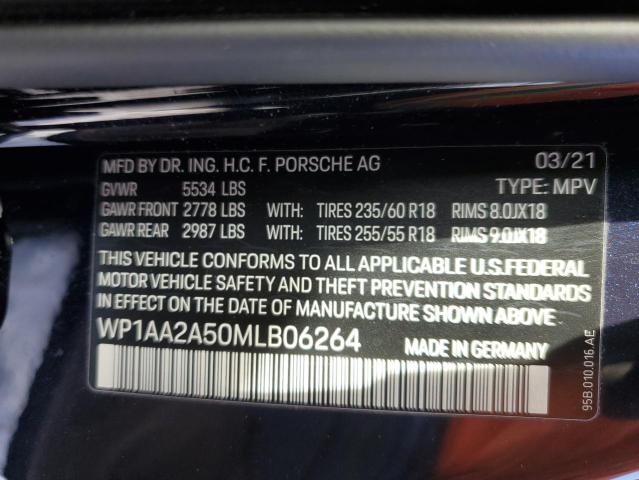 MFD BY DR. ING. H.C. F. PORSCHE AG 03/21
GVWR 5534 LBS TYPE: MPV
GAWR FRONT 2778 LBS WITH: TIRES 235/60 R18 RIMS 8.0JX18
GAWR REAR 2987 LBS WITH: TIRES 255/55 R18 RIMS 9.0JX18
THIS VEHICLE CONFORMS TO ALL APPLICABLE U.S.FEDERAL
MOTOR VEHICLE SAFETY AND THEFT PREVENTION STANDARDS
IN EFFECT ON THE DATE OF MANUFACTURE SHOWN ABOVE
WP1AA2A50MLB06264 MADE IN GERMANY
95B.010.016.AE